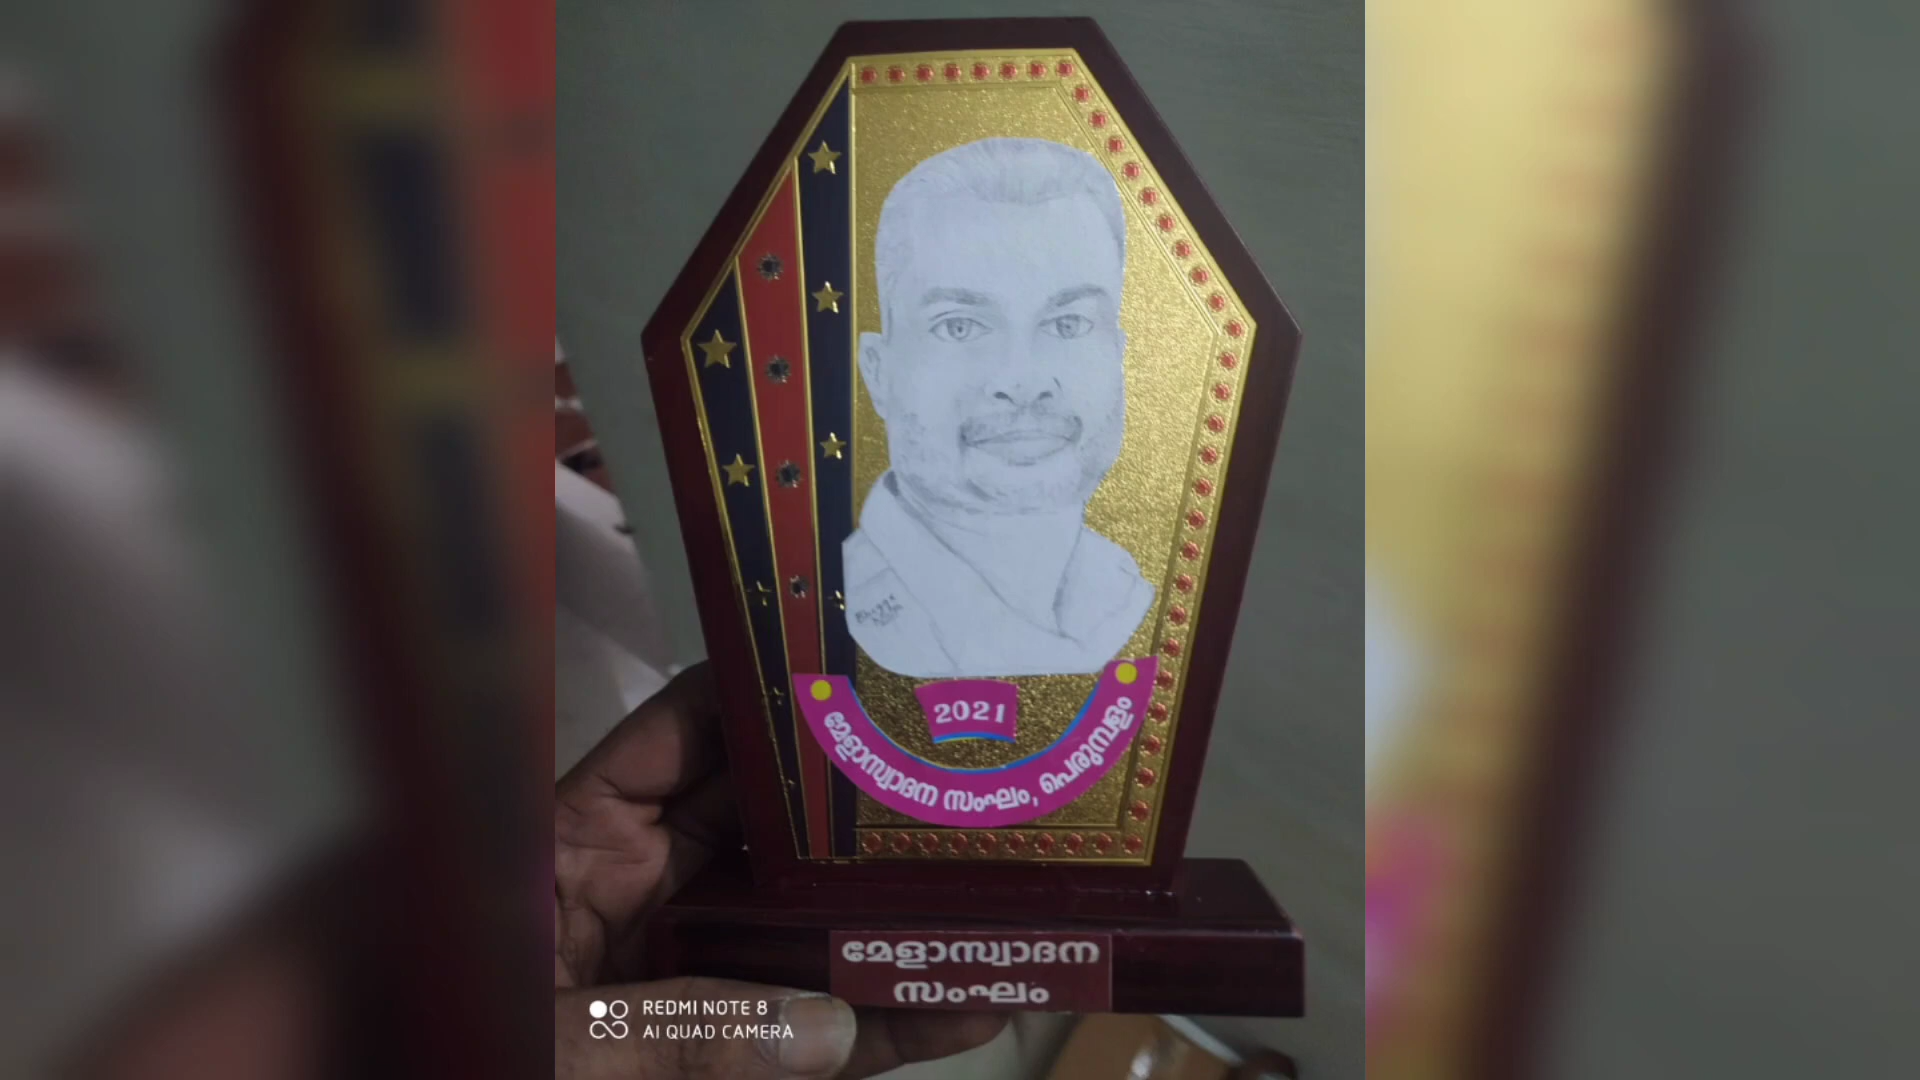 2021
മേളാസ്വാദന സംഘം, പെരുമ്പളം
മേളാസ്വാദന
സംഘം
REDMI NOTE 8
AI QUAD CAMERA